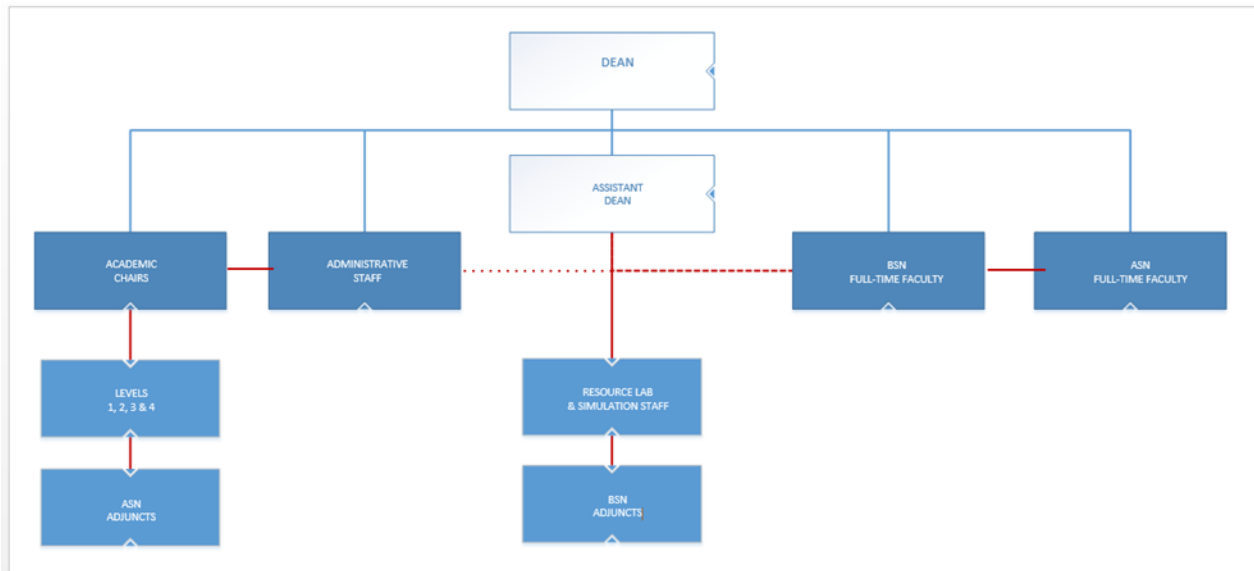 DEAN
ASSISTANT
DEAN
ACADEMIC
CHAIRS
ADMINISTRATIVE
STAFF
BSN
FULL-TIME FACULTY
ASN
FULL-TIME FACULTY
LEVELS
1, 2, 3 & 4
RESOURCE LAB
& SIMULATION STAFF
ASN
ADJUNCTS
BSN
ADJUNCTS